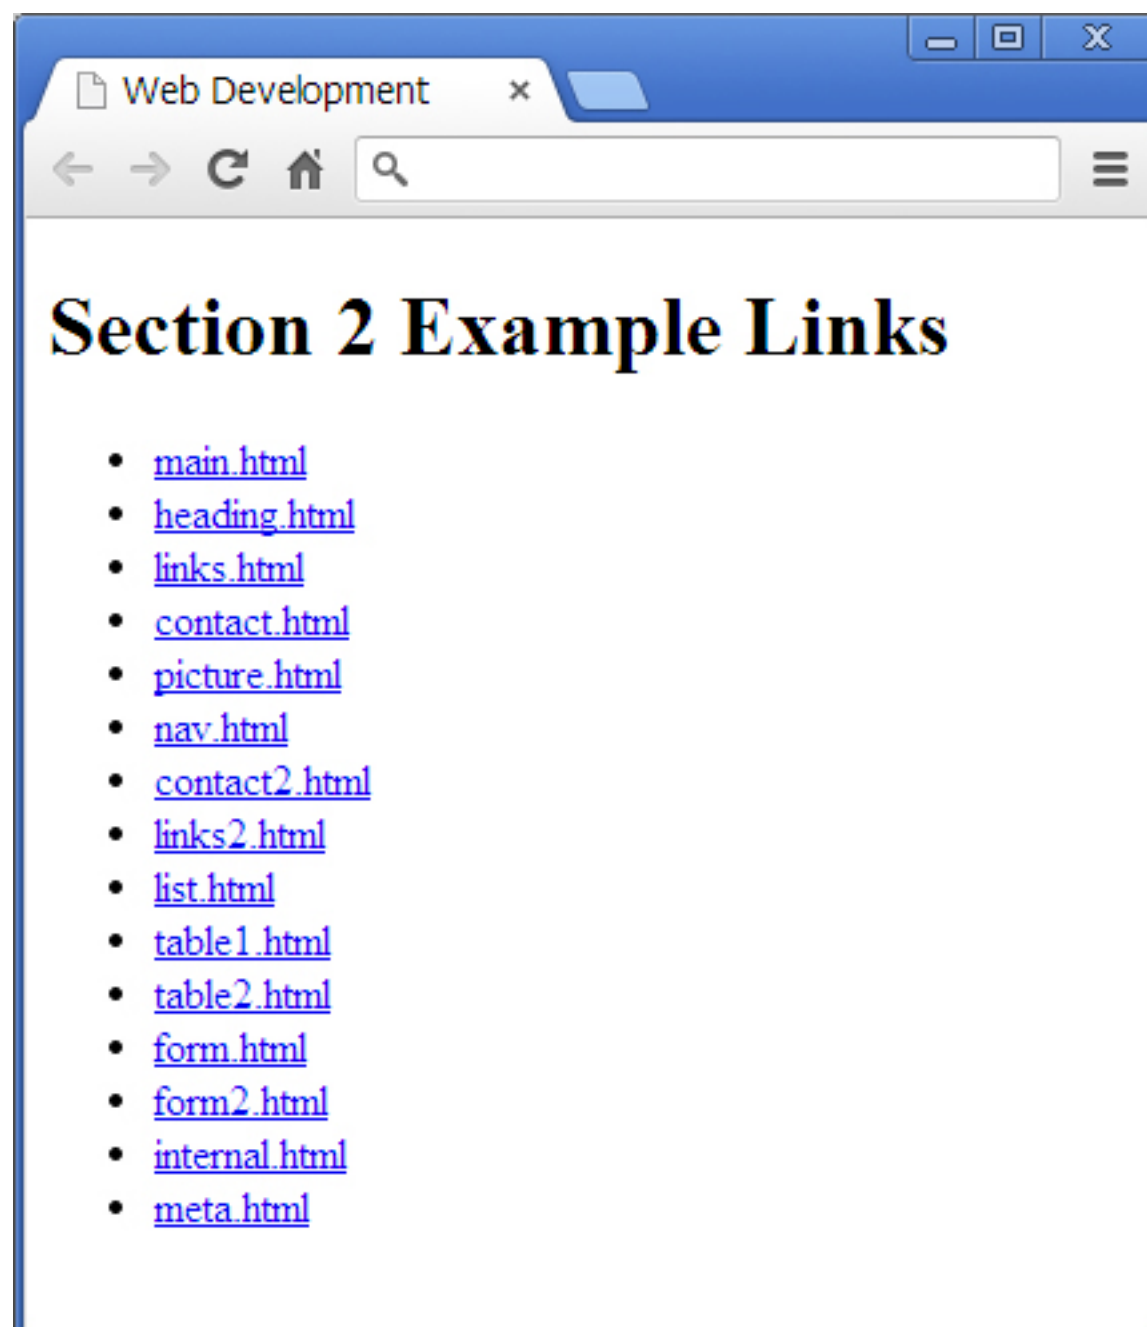 Web Development
Section 2 Example Links
main.html
heading.html
links.html
contact.html
picture.html
nav.html
contact2.html
links2.html
list.html
table1.html
table2.html
form.html
form2.html
internal.html
meta.html